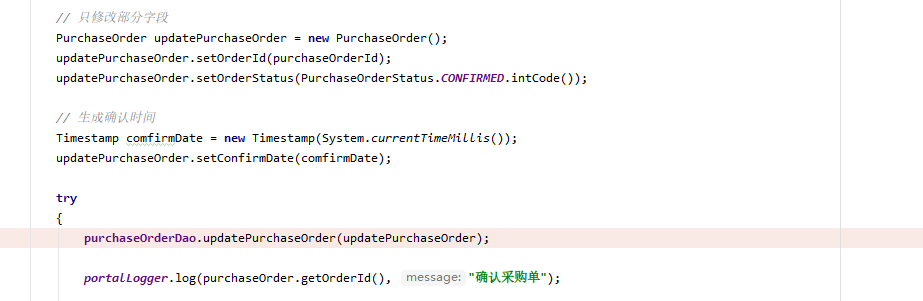 // 只修改部分字段
PurchaseOrder updatePurchaseOrder = new PurchaseOrder();
updatePurchaseOrder.setOrderId(purchaseOrderId);
updatePurchaseOrder.setOrderStatus(PurchaseOrderStatus.CONFIRMED.intCode());
// 生成确认时间
Timestamp comfirmDate = new Timestamp(System.currentTimeMillis());
updatePurchaseOrder.setConfirmDate(comfirmDate);
try
{
purchaseOrderDao.updatePurchaseOrder(updatePurchaseOrder);
portalLogger.log(purchaseOrder.getOrderId(), message: "确认采购单");